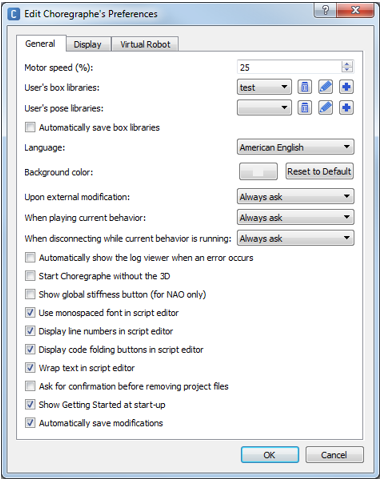 C Edit Choregraphe's Preferences ?
General Display Virtual Robot
Motor speed (%): 25
User's box libraries: test
User's pose libraries:
Automatically save box libraries
Language: American English
Background color: Reset to Default
Upon external modification: Always ask
When playing current behavior: Always ask
When disconnecting while current behavior is running: Always ask
Automatically show the log viewer when an error occurs
Start Choregraphe without the 3D
Show global stiffness button (for NAO only)
Use monospaced font in script editor
Display line numbers in script editor
Display code folding buttons in script editor
Wrap text in script editor
Ask for confirmation before removing project files
Show Getting Started at start-up
Automatically save modifications
OK Cancel